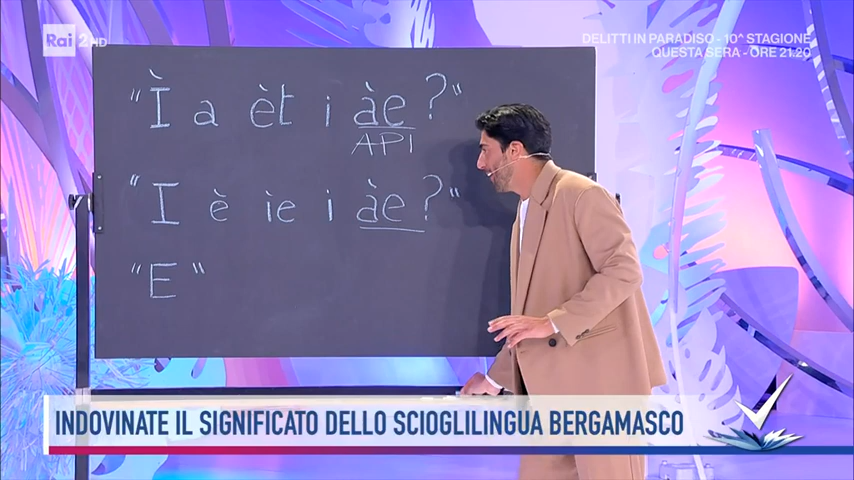 Rai 2 HD
DELITTI IN PARADISO - 10^ STAGIONE
QUESTA SERA - ORE 21.20
"Ì a èt i àe?"
API
"I è ìe i àe?"
"E"
INDOVINATE IL SIGNIFICATO DELLO SCIOGLILINGUA BERGAMASCO